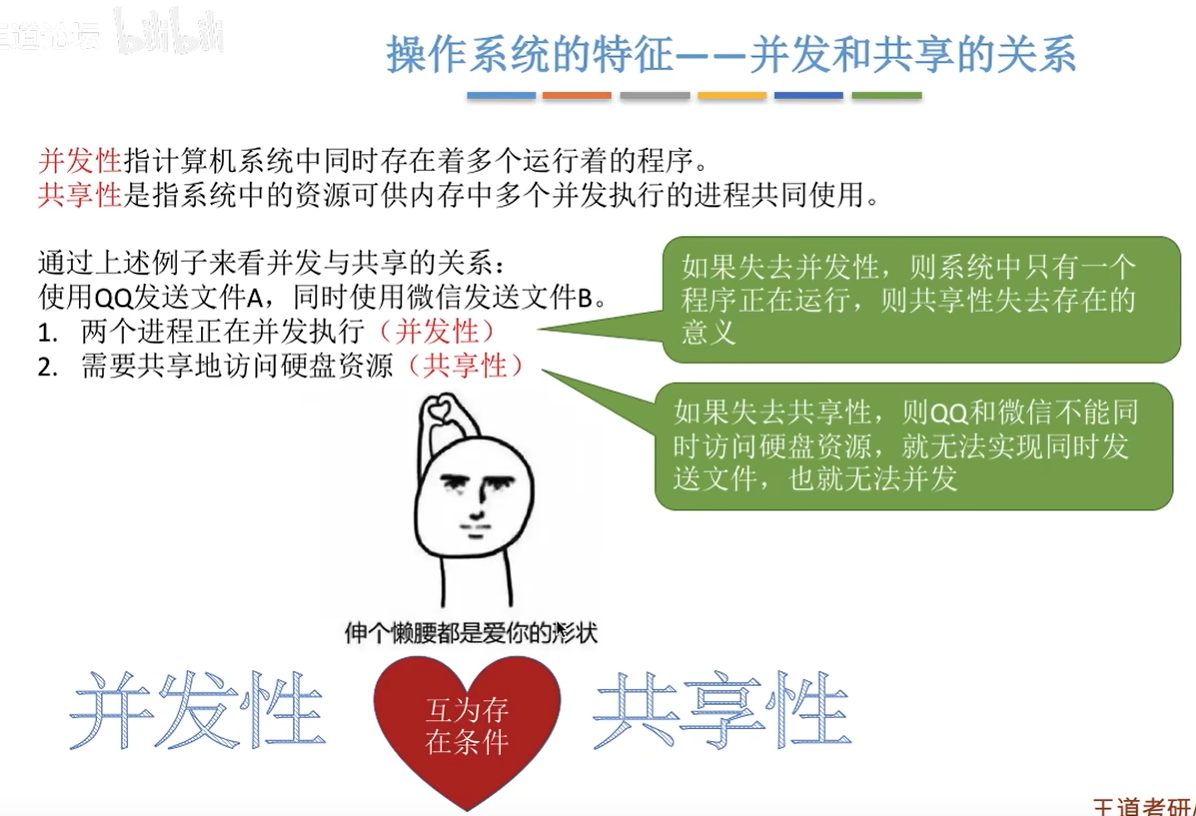 王道论坛 bilibili
操作系统的特征——并发和共享的关系
并发性指计算机系统中同时存在着多个运行着的程序。
共享性是指系统中的资源可供内存中多个并发执行的进程共同使用。
通过上述例子来看并发与共享的关系：
使用QQ发送文件A，同时使用微信发送文件B。
1. 两个进程正在并发执行（并发性）
2. 需要共享地访问硬盘资源（共享性）
如果失去并发性，则系统中只有一个
程序正在运行，则共享性失去存在的
意义
如果失去共享性，则QQ和微信不能同
时访问硬盘资源，就无法实现同时发
送文件，也就无法并发
伸个懒腰都是爱你的形状
并发性
互为存
在条件
共享性
王道考研/